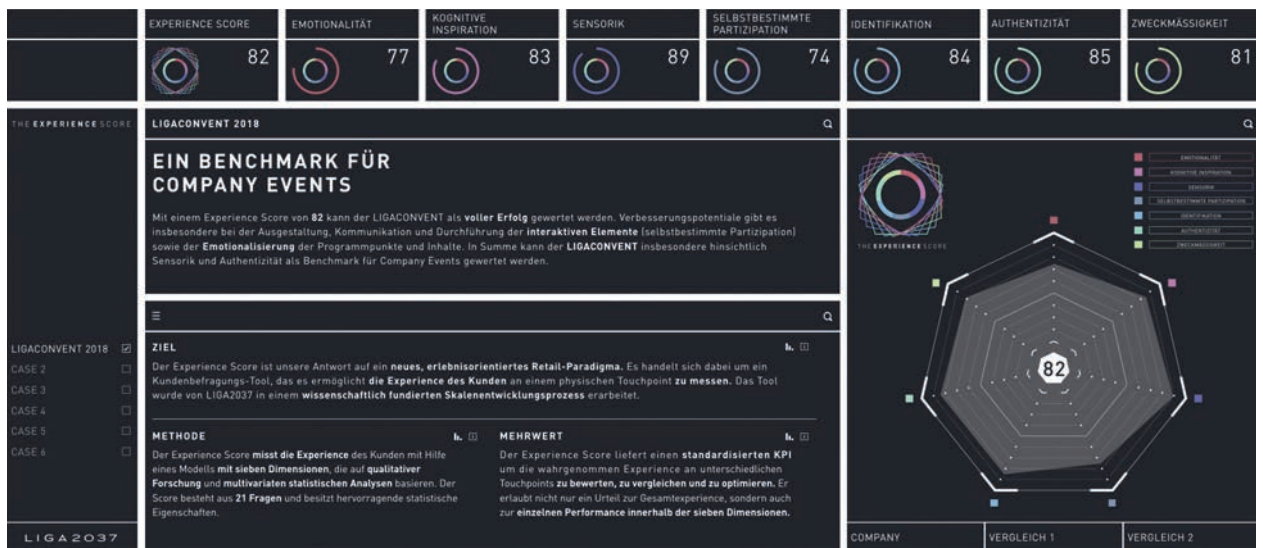 EXPERIENCE SCORE
82
EMOTIONALITÄT
77
KOGNITIVE
INSPIRATION
83
SENSORIK
89
SELBSTBESTIMMTE
PARTIZIPATION
74
IDENTIFIKATION
84
AUTHENTIZITÄT
85
ZWECKMÄSSIGKEIT
81
THE EXPERIENCE SCORE
LIGACONVENT 2018
CASE 2
CASE 3
CASE 4
CASE 5
CASE 6
LIGA2037
LIGACONVENT 2018
EIN BENCHMARK FÜR
COMPANY EVENTS
Mit einem Experience Score von 82 kann der LIGACONVENT als voller Erfolg gewertet werden. Verbesserungspotentiale gibt es
insbesondere bei der Ausgestaltung, Kommunikation und Durchführung der interaktiven Elemente (selbstbestimmte Partizipation)
sowie der Emotionalisierung der Programmpunkte und Inhalte. In Summe kann der LIGACONVENT insbesondere hinsichtlich
Sensorik und Authentizität als Benchmark für Company Events gewertet werden.
ZIEL
Der Experience Score ist unsere Antwort auf ein neues, erlebnisorientiertes Retail-Paradigma. Es handelt sich dabei um ein
Kundenbefragungs-Tool, das es ermöglicht die Experience des Kunden an einem physischen Touchpoint zu messen. Das Tool
wurde von LIGA2037 in einem wissenschaftlich fundierten Skalenentwicklungsprozess erarbeitet.
METHODE
Der Experience Score misst die Experience des Kunden mit Hilfe
eines Modells mit sieben Dimensionen, die auf qualitativer
Forschung und multivariaten statistischen Analysen basieren. Der
Score besteht aus 21 Fragen und besitzt hervorragende statistische
Eigenschaften.
MEHRWERT
Der Experience Score liefert einen standardisierten KPI
um die wahrgenommen Experience an unterschiedlichen
Touchpoints zu bewerten, zu vergleichen und zu optimieren. Er
erlaubt nicht nur ein Urteil zur Gesamtexperience, sondern auch
zur einzelnen Performance innerhalb der sieben Dimensionen.
THE EXPERIENCE SCORE
EMOTIONALITÄT
KOGNITIVE INSPIRATION
SENSORIK
SELBSTBESTIMMTE PARTIZIPATION
IDENTIFIKATION
AUTHENTIZITÄT
ZWECKMÄSSIGKEIT
82
COMPANY
VERGLEICH 1
VERGLEICH 2